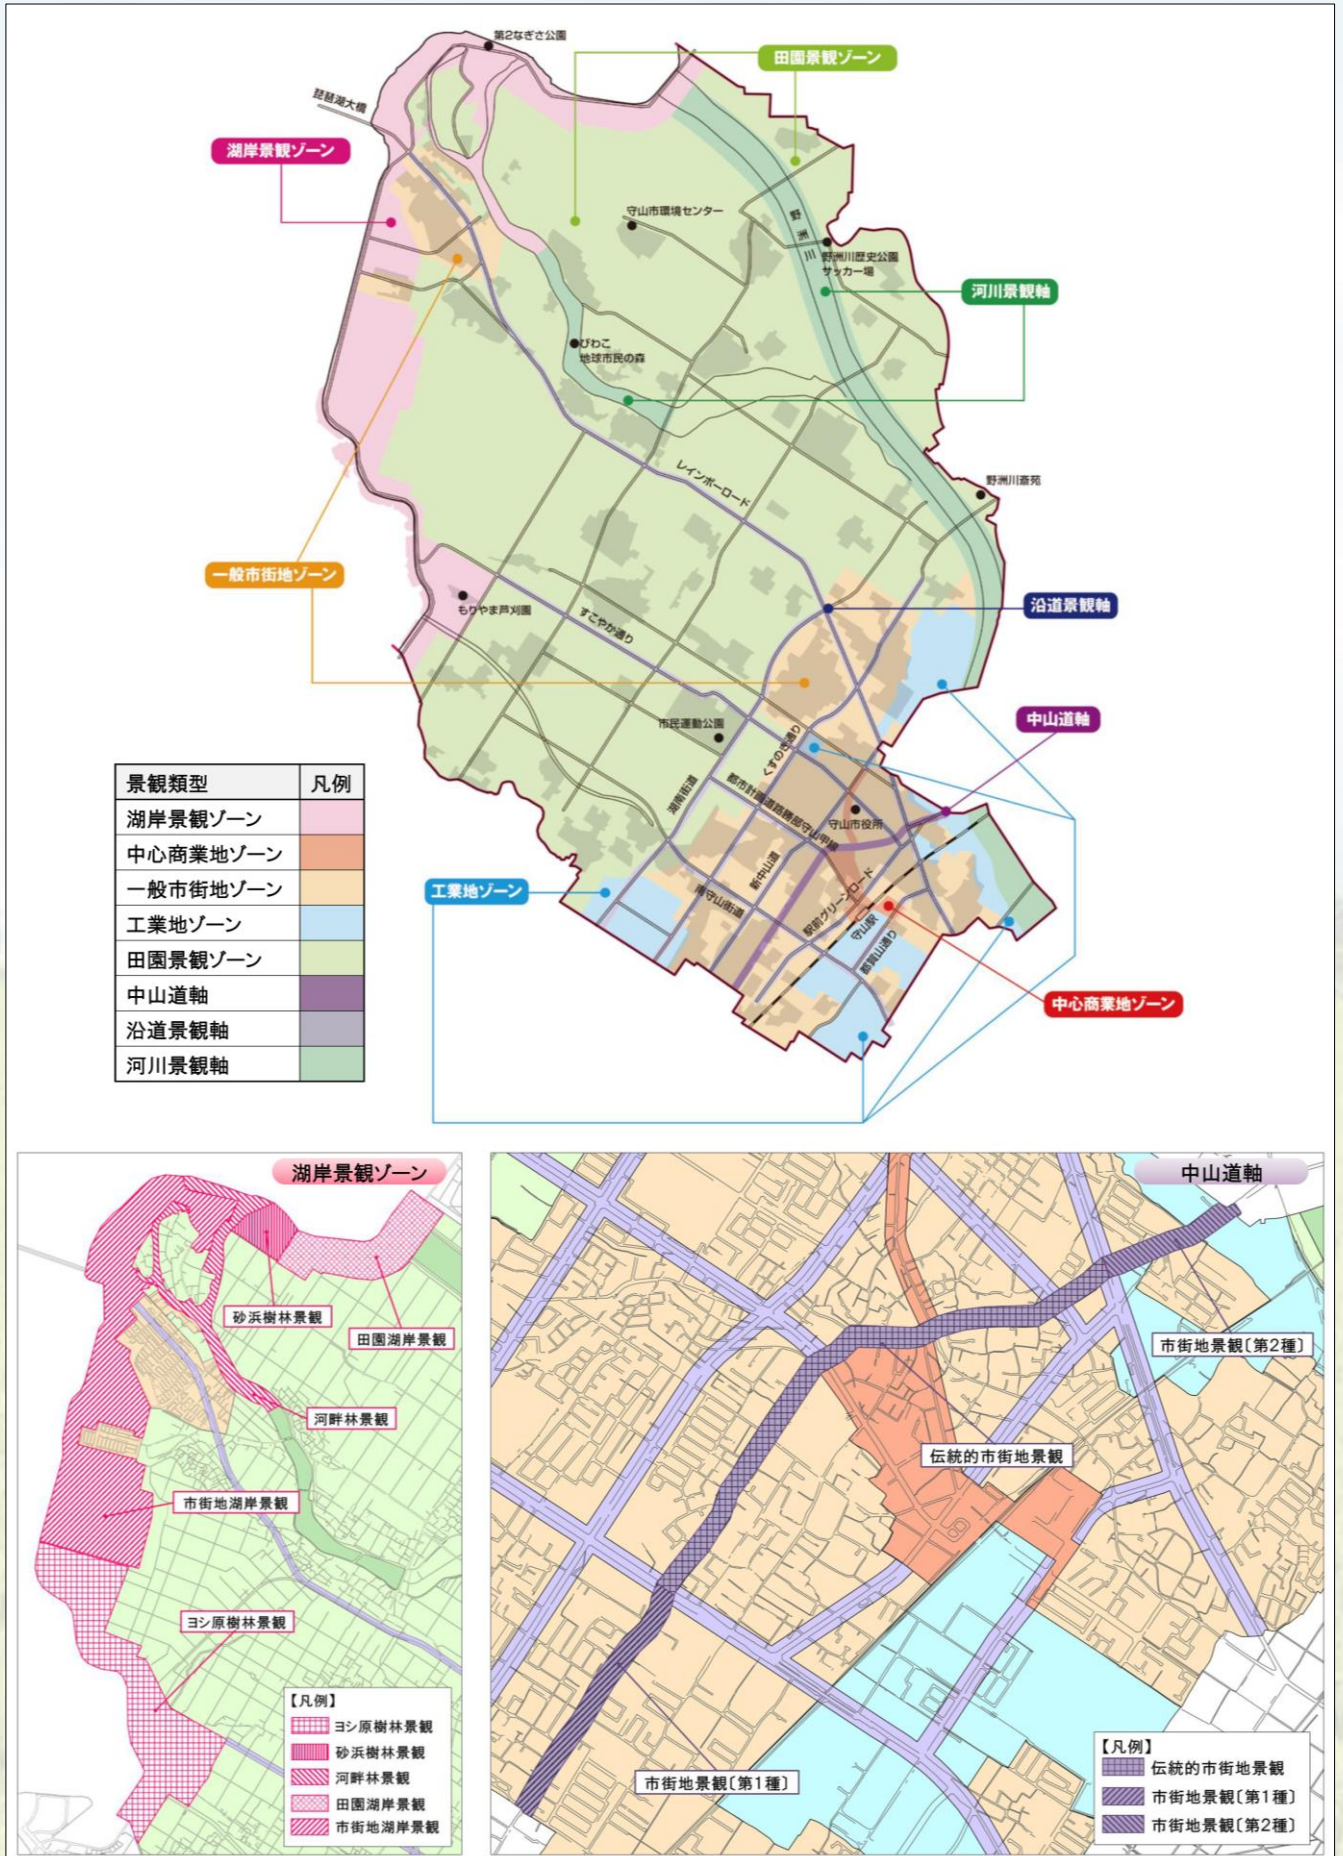 第2なぎさ公園
田園景観ゾーン
琵琶湖大橋
湖岸景観ゾーン
守山市環境センター
野洲川
野洲川歴史公園
サッカー場
河川景観軸
びわこ
地球市民の森
レインボーロード
野洲川斎苑
一般市街地ゾーン
もりやま芦刈園
すこやか通り
沿道景観軸
中山道軸
市民運動公園
くすのき通り
湖南街道
都市計画道路勝部守山甲線
守山市役所
新中山道
南守山街道
駅前グリーンロード
守山駅
都賀山通り
工業地ゾーン
中心商業地ゾーン
景観類型 凡例
湖岸景観ゾーン
中心商業地ゾーン
一般市街地ゾーン
工業地ゾーン
田園景観ゾーン
中山道軸
沿道景観軸
河川景観軸
湖岸景観ゾーン
砂浜樹林景観
田園湖岸景観
河畔林景観
市街地湖岸景観
ヨシ原樹林景観
【凡例】
ヨシ原樹林景観
砂浜樹林景観
河畔林景観
田園湖岸景観
市街地湖岸景観
中山道軸
市街地景観〔第2種〕
伝統的市街地景観
市街地景観〔第1種〕
【凡例】
伝統的市街地景観
市街地景観〔第1種〕
市街地景観〔第2種〕